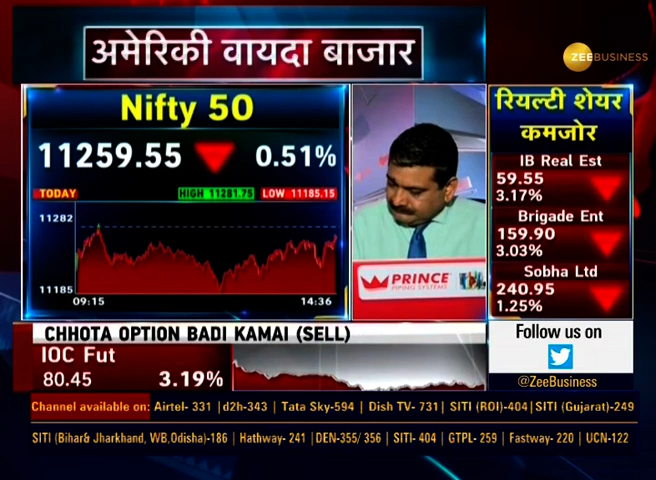 अमेरिकी वायदा बाजार
ZEEBUSINESS
Nifty 50
11259.55 0.51%
TODAY HIGH 11281.75 LOW 11185.15
11282
11185
09:15 14:36
PRINCE
PIPING SYSTEMS
रियल्टी शेयर
कमजोर
IB Real Est
59.55
3.17%
Brigade Ent
159.90
3.03%
Sobha Ltd
240.95
1.25%
CHHOTA OPTION BADI KAMAI (SELL)
IOC Fut
80.45 3.19%
Follow us on
@ZeeBusiness
Channel available on: Airtel- 331 |d2h-343 | Tata Sky-594 | Dish TV- 731| SITI (ROI)-404|SITI (Gujarat)-249
SITI (Bihar& Jharkhand, WB,Odisha)-186 | Hathway- 241 |DEN-355/ 356 | SITI- 404 | GTPL- 259 | Fastway- 220 | UCN-122